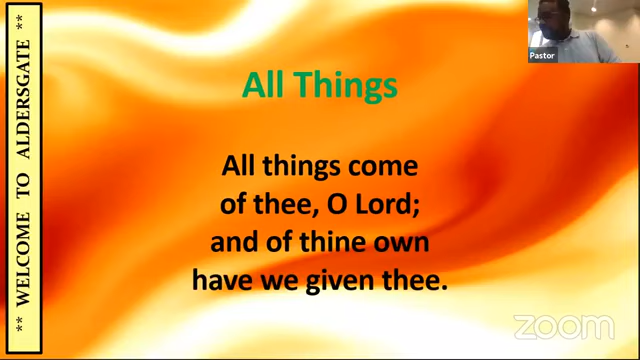 ** WELCOME TO ALDERSGATE **
Pastor
All Things
All things come
of thee, O Lord;
and of thine own
have we given thee.
zoom